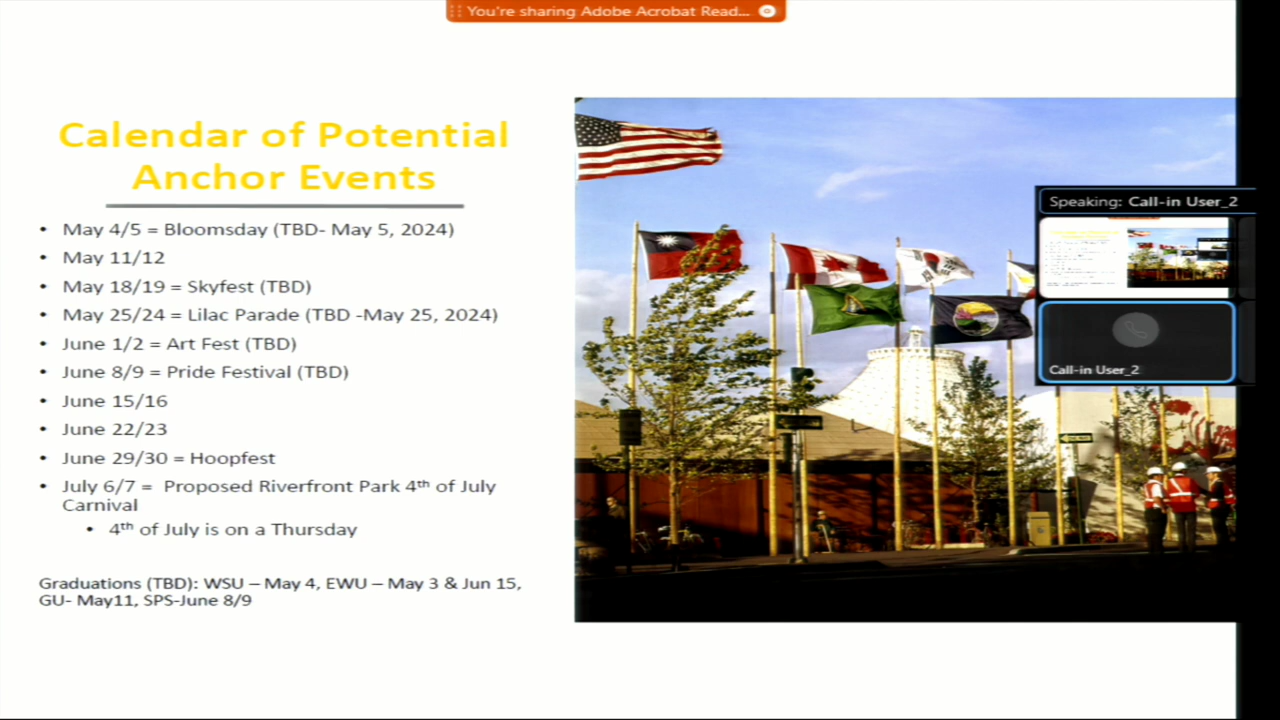 You're sharing Adobe Acrobat Read...
Calendar of Potential
Anchor Events
• May 4/5 = Bloomsday (TBD- May 5, 2024)
• May 11/12
• May 18/19 = Skyfest (TBD)
• May 25/24 = Lilac Parade (TBD -May 25, 2024)
• June 1/2 = Art Fest (TBD)
• June 8/9 = Pride Festival (TBD)
• June 15/16
• June 22/23
• June 29/30 = Hoopfest
• July 6/7 = Proposed Riverfront Park 4th of July
Carnival
• 4th of July is on a Thursday
Graduations (TBD): WSU – May 4, EWU – May 3 & Jun 15,
GU- May11, SPS-June 8/9
Speaking: Call-in User_2
Call-in User_2